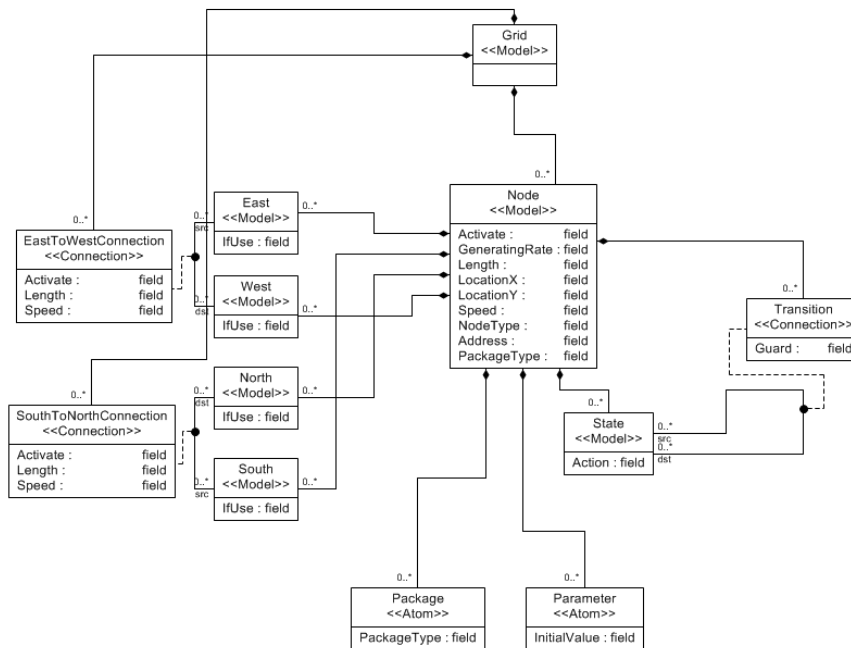 Grid
<<Model>>
0..*
0..*
Node
<<Model>>
Activate : field
GeneratingRate : field
Length : field
LocationX : field
LocationY : field
Speed : field
NodeType : field
Address : field
PackageType : field
0..*
EastToWestConnection
<<Connection>>
Activate : field
Length : field
Speed : field
0..*
src
East
<<Model>>
IfUse : field
0..*
0..*
dst
West
<<Model>>
IfUse : field
0..*
0..*
Transition
<<Connection>>
Guard : field
SouthToNorthConnection
<<Connection>>
Activate : field
Length : field
Speed : field
0..*
dst
North
<<Model>>
IfUse : field
0..*
0..*
src
South
<<Model>>
IfUse : field
0..*
0..*
State
<<Model>>
Action : field
0..*
src
0..*
dst
0..*
Package
<<Atom>>
PackageType : field
0..*
Parameter
<<Atom>>
InitialValue : field